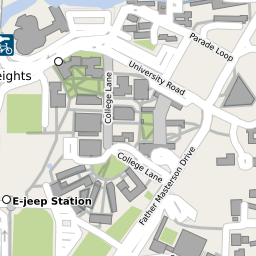 Parade Loop
University Road
eights
College Lane
College Lane
Father Masterson Drive
E-jeep Station